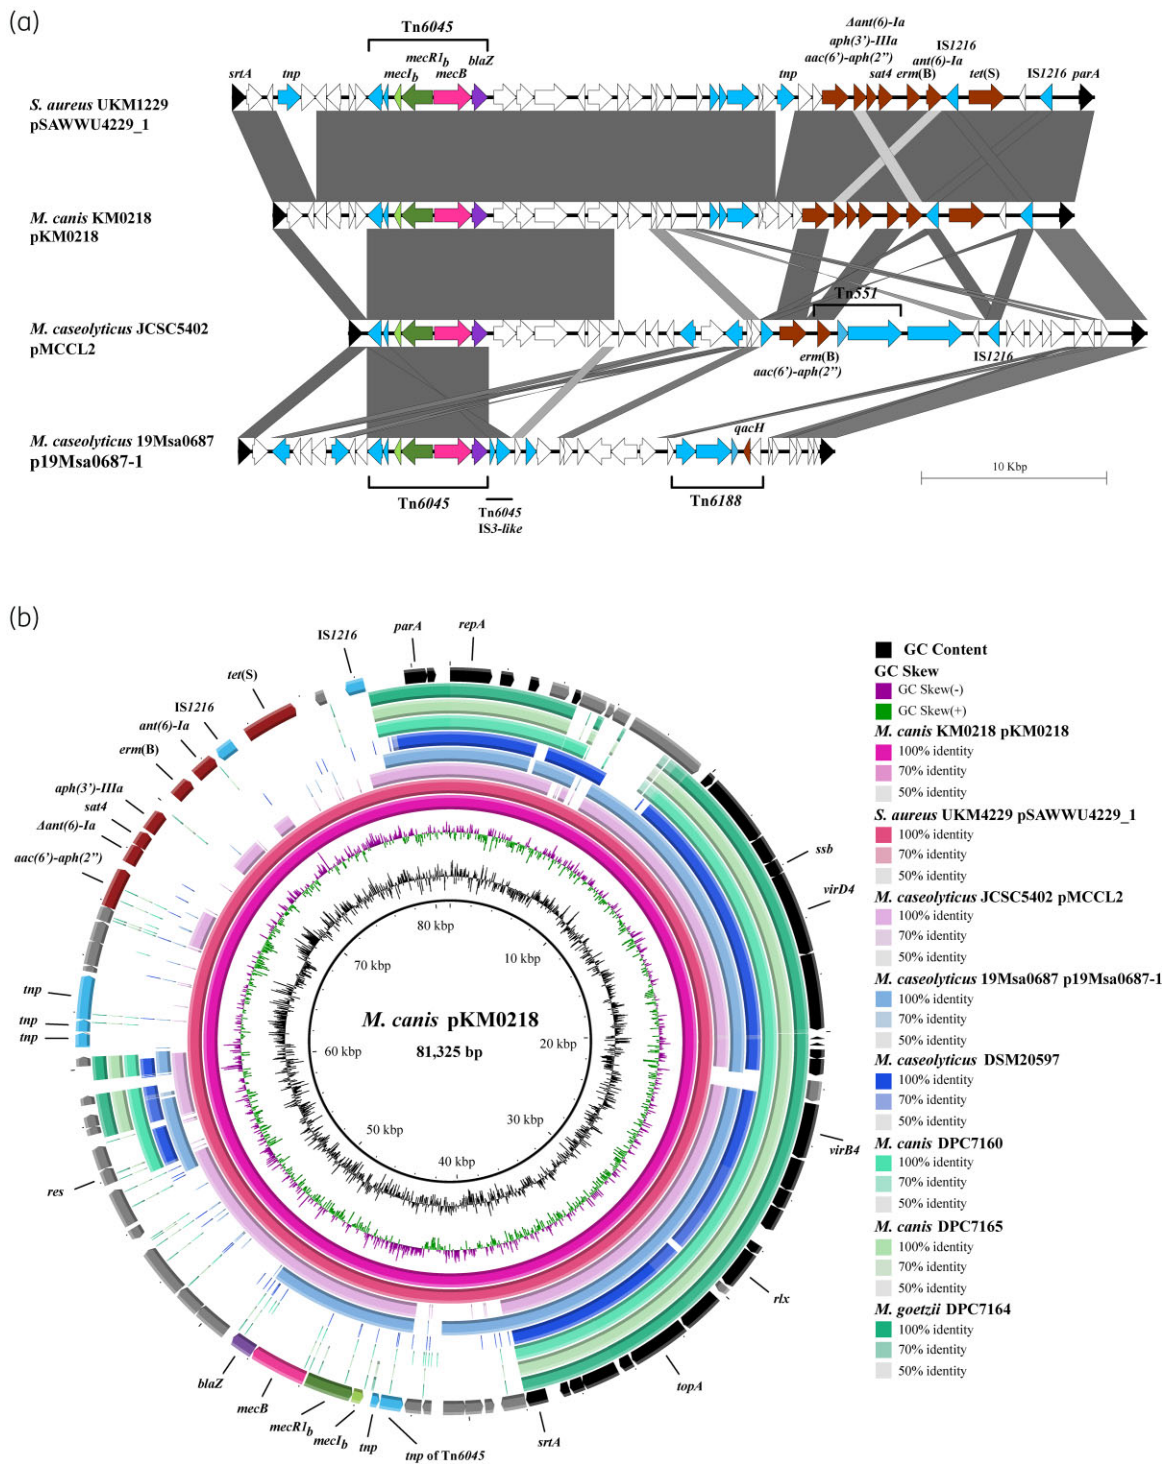 (a)
Tn6045
Δant(6)-Ia
aph(3')-IIIa
aac(6')-aph(2'')
sat4
IS1216
ant(6)-Ia
erm(B)
tet(S)
IS1216
parA
srtA
tnp
mecI_b
mecR1_b
mecB
blaZ
tnp
S. aureus UKM1229
pSAWWU4229_1
M. canis KM0218
pKM0218
Tn551
M. caseolyticus JCSC5402
pMCCL2
erm(B)
aac(6')-aph(2'')
IS1216
qacH
M. caseolyticus 19Msa0687
p19Msa0687-1
10 Kbp
Tn6045
Tn6045
IS3-like
Tn6188
(b)
IS1216
parA
repA
tet(S)
IS1216
ant(6)-Ia
erm(B)
aph(3')-IIIa
sat4
Δant(6)-Ia
aac(6')-aph(2'')
tnp
tnp
tnp
res
blaZ
mecB
mecR1_b
mecI_b
tnp
tnp of Tn6045
srtA
topA
rlx
virB4
virD4
ssb
80 kbp
10 kbp
20 kbp
30 kbp
40 kbp
50 kbp
60 kbp
70 kbp
M. canis pKM0218
81,325 bp
GC Content
GC Skew
GC Skew(-)
GC Skew(+)
M. canis KM0218 pKM0218
100% identity
70% identity
50% identity
S. aureus UKM4229 pSAWWU4229_1
100% identity
70% identity
50% identity
M. caseolyticus JCSC5402 pMCCL2
100% identity
70% identity
50% identity
M. caseolyticus 19Msa0687 p19Msa0687-1
100% identity
70% identity
50% identity
M. caseolyticus DSM20597
100% identity
70% identity
50% identity
M. canis DPC7160
100% identity
70% identity
50% identity
M. canis DPC7165
100% identity
70% identity
50% identity
M. goetzii DPC7164
100% identity
70% identity
50% identity